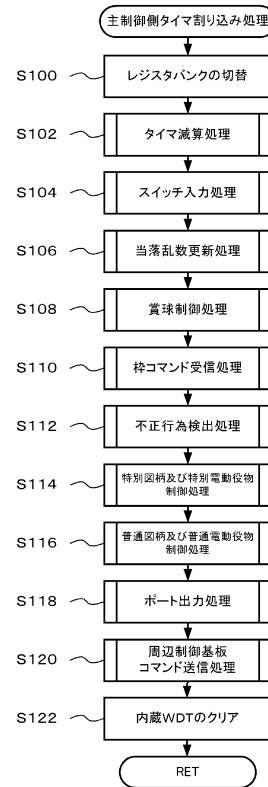 主制御側タイマ割り込み処理
S100
レジスタバンクの切替
S102
タイマ減算処理
S104
スイッチ入力処理
S106
当落乱数更新処理
S108
賞球制御処理
S110
枠コマンド受信処理
S112
不正行為検出処理
S114
特別図柄及び特別電動役物
制御処理
S116
普通図柄及び普通電動役物
制御処理
S118
ポート出力処理
S120
周辺制御基板
コマンド送信処理
S122
内蔵WDTのクリア
RET